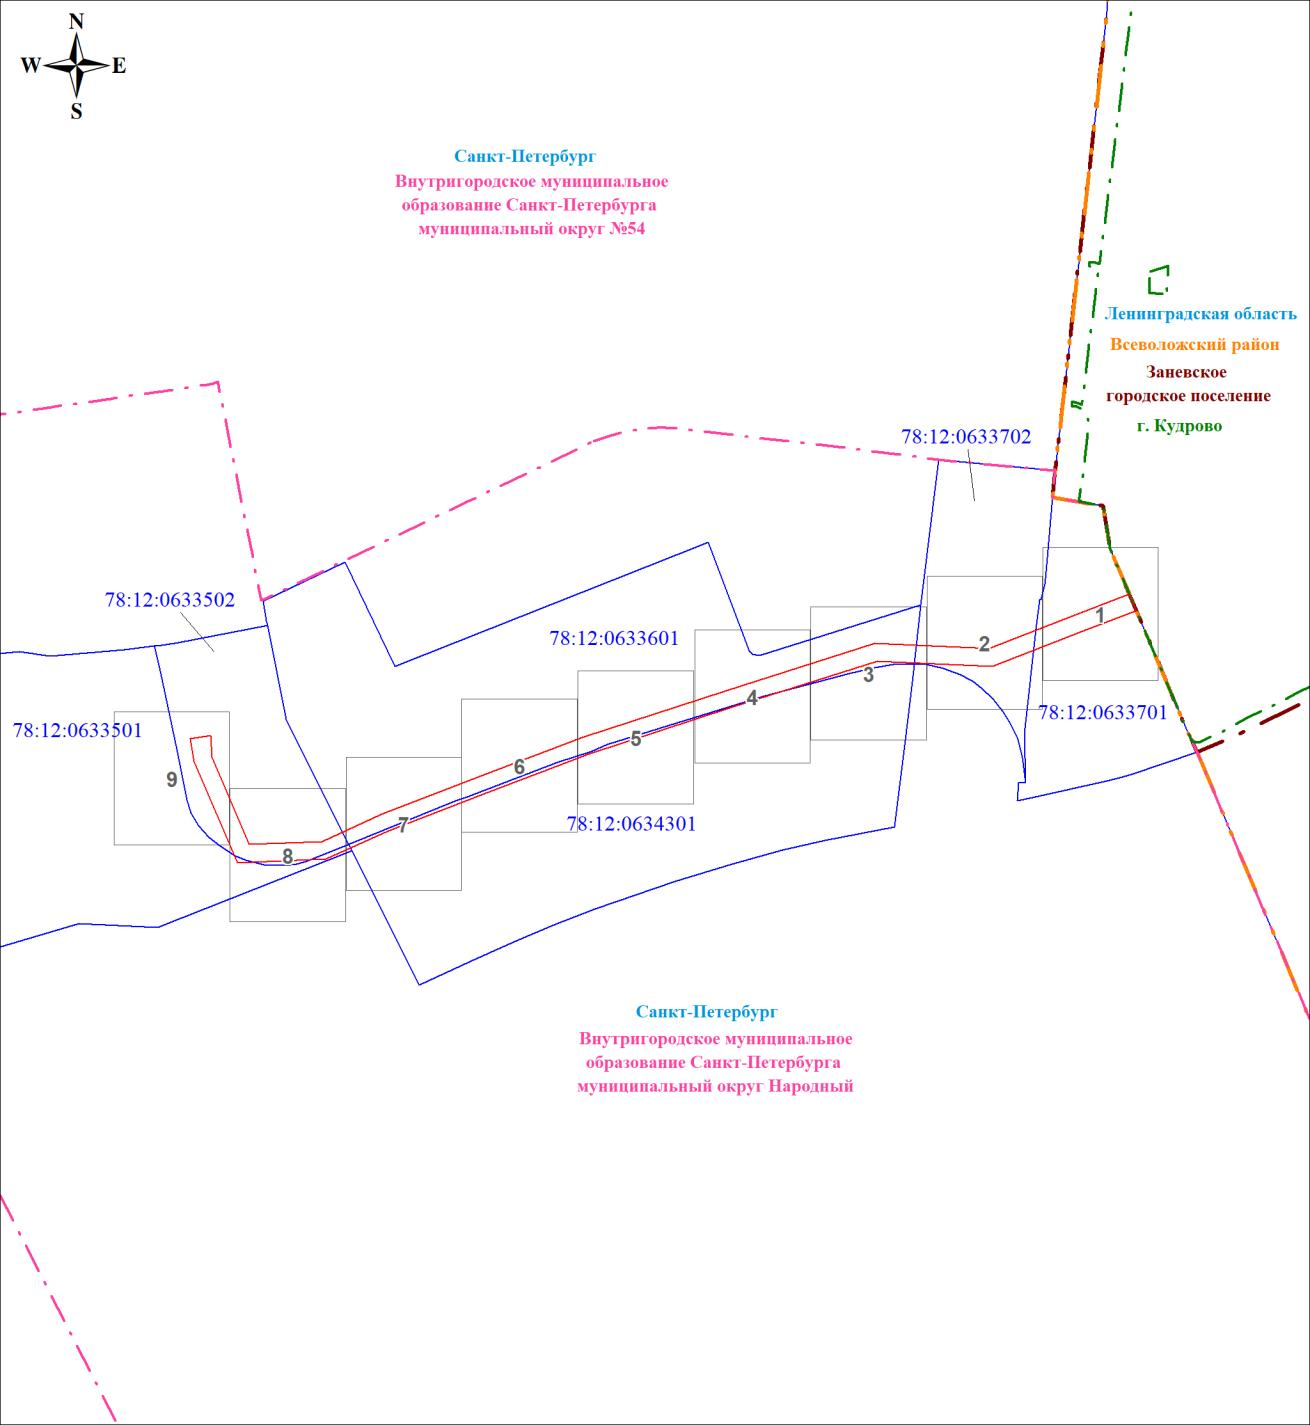 N
W E
S
Санкт-Петербург
Внутригородское муниципальное
образование Санкт-Петербурга
муниципальный округ №54
Ленинградская область
Всеволожский район
Заневское
городское поселение
г. Кудрово
78:12:0633702
78:12:0633502
78:12:0633601
78:12:0633501
78:12:0633701
78:12:0634301
1
2
3
4
5
6
7
8
9
Санкт-Петербург
Внутригородское муниципальное
образование Санкт-Петербурга
муниципальный округ Народный